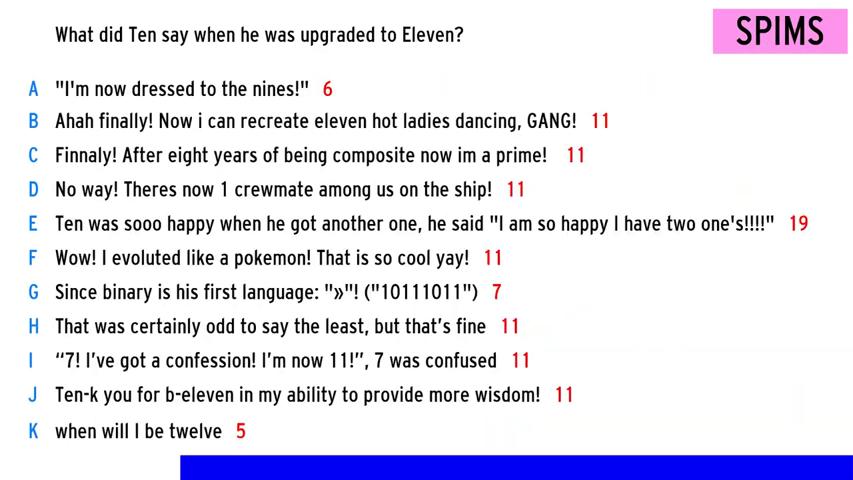 What did Ten say when he was upgraded to Eleven?
SPIMS
A "I'm now dressed to the nines!" 6
B Ahah finally! Now i can recreate eleven hot ladies dancing, GANG! 11
C Finnaly! After eight years of being composite now im a prime! 11
D No way! Theres now 1 crewmate among us on the ship! 11
E Ten was sooo happy when he got another one, he said "I am so happy I have two one's!!!!" 19
F Wow! I evoluted like a pokemon! That is so cool yay! 11
G Since binary is his first language: "»"! ("10111011") 7
H That was certainly odd to say the least, but that’s fine 11
I “7! I’ve got a confession! I’m now 11!”, 7 was confused 11
J Ten-k you for b-eleven in my ability to provide more wisdom! 11
K when will I be twelve 5